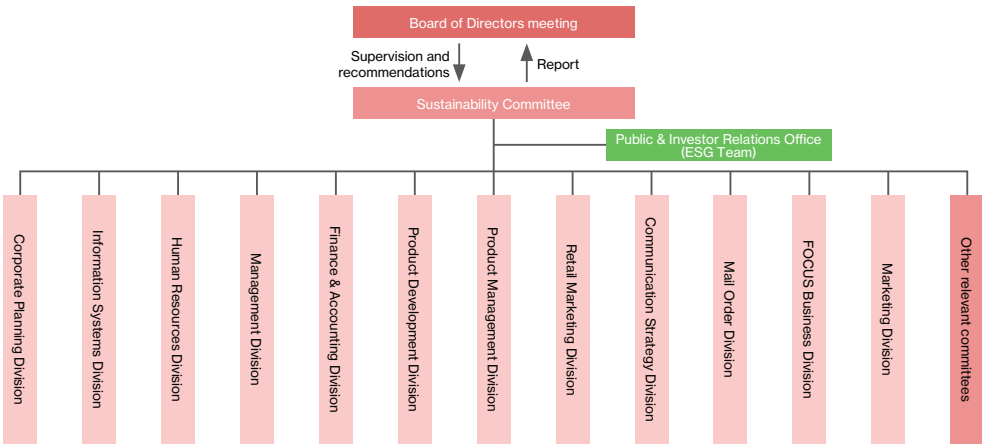 Board of Directors meeting
Supervision and
recommendations
Report
Sustainability Committee
Public & Investor Relations Office
(ESG Team)
Corporate Planning Division
Information Systems Division
Human Resources Division
Management Division
Finance & Accounting Division
Product Development Division
Product Management Division
Retail Marketing Division
Communication Strategy Division
Mail Order Division
FOCUS Business Division
Marketing Division
Other relevant committees